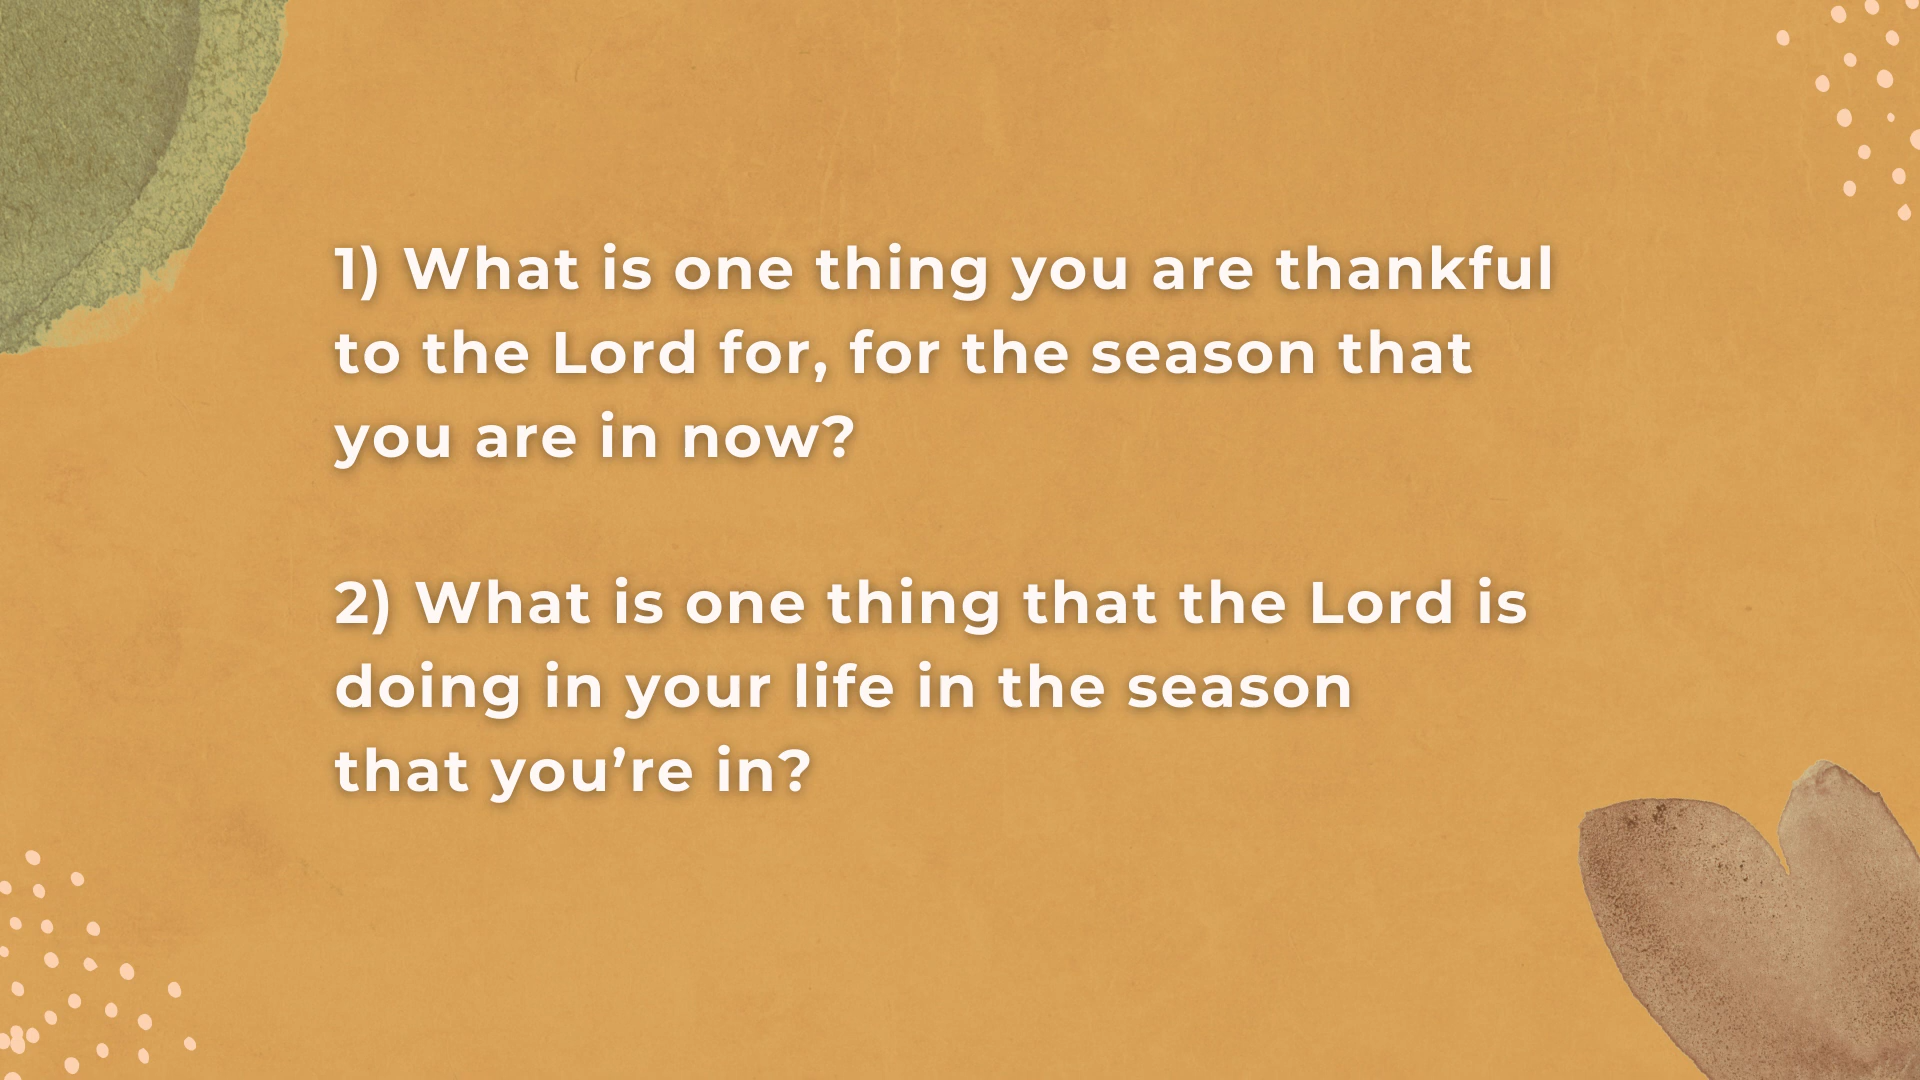 1) What is one thing you are thankful
to the Lord for, for the season that
you are in now?
2) What is one thing that the Lord is
doing in your life in the season
that you’re in?